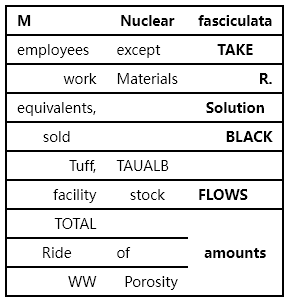 M Nuclear fasciculata
employees except TAKE
work Materials R.
equivalents, Solution
sold BLACK
Tuff, TAUALB
facility stock FLOWS
TOTAL
Ride of amounts
WW Porosity